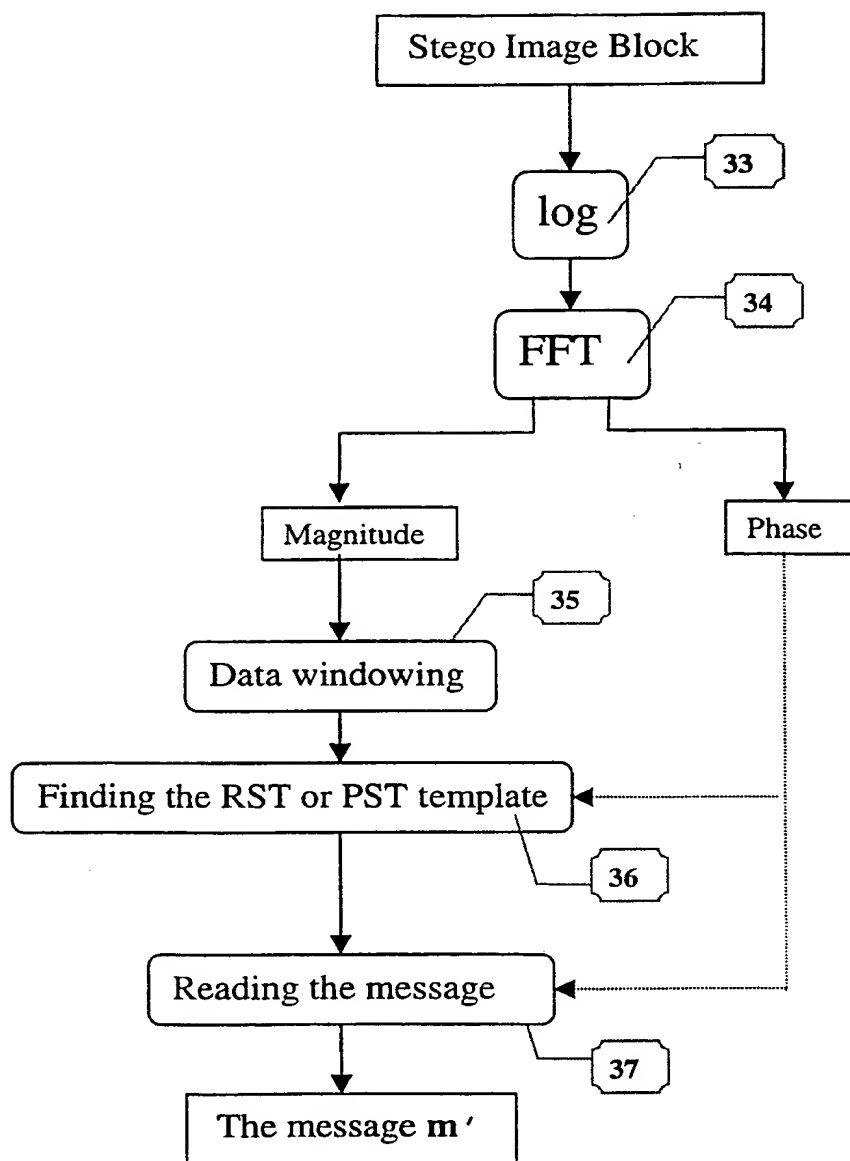 Stego Image Block
33
log
34
FFT
Magnitude
Phase
35
Data windowing
Finding the RST or PST template
36
Reading the message
37
The message m ′